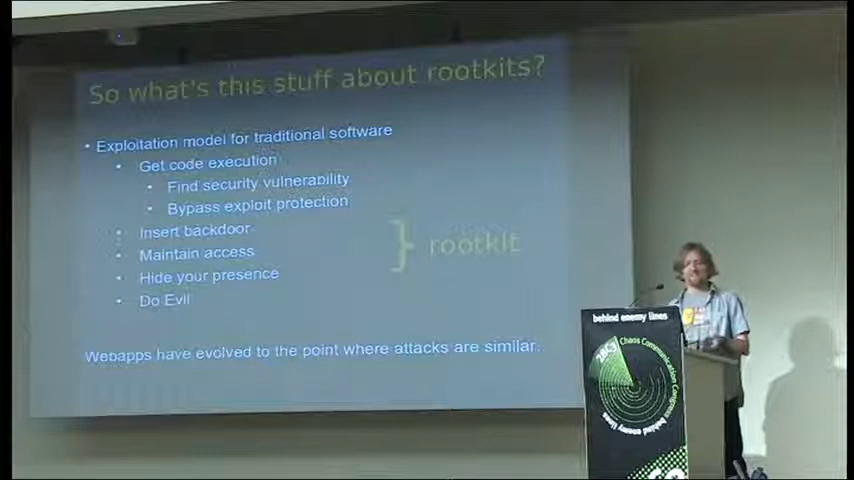 So what's this stuff about rootkits?
• Exploitation model for traditional software
• Get code execution
• Find security vulnerability
• Bypass exploit protection
• Insert backdoor
• Maintain access
} rootkit
• Hide your presence
• Do Evil
Webapps have evolved to the point where attacks are similar.
behind enemy lines
28C3
Chaos Communication Congress
behind enemy lines